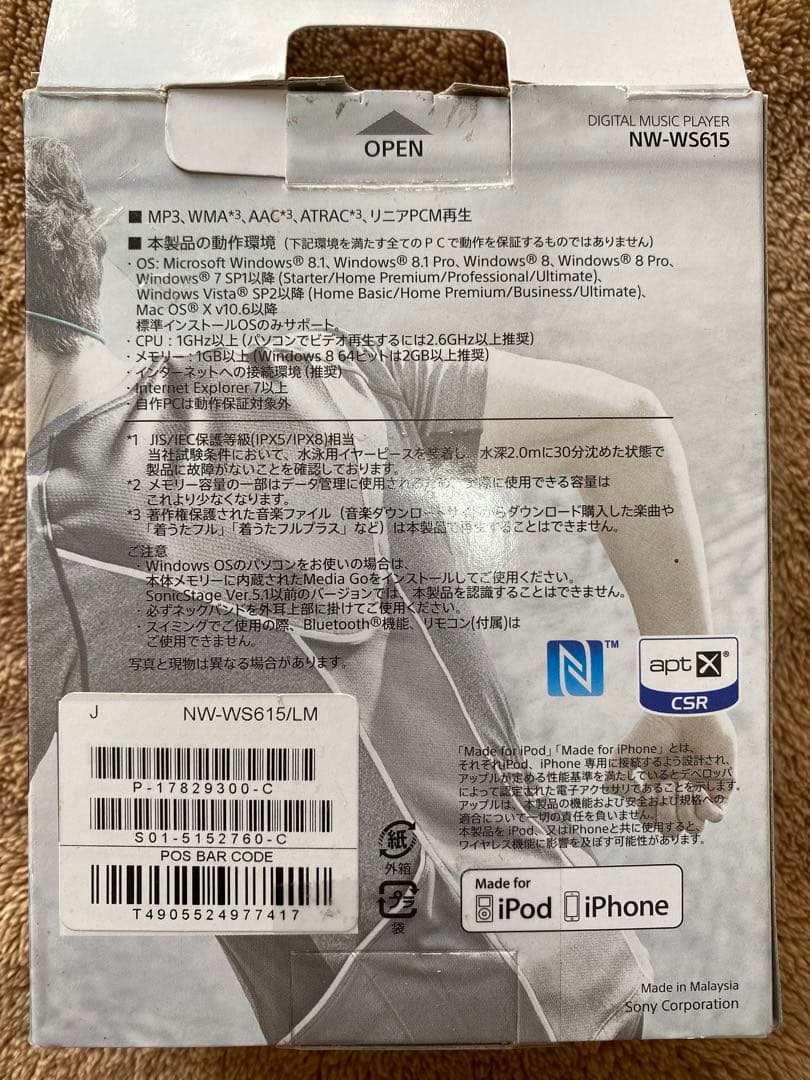 OPEN
DIGITAL MUSIC PLAYER
NW-WS615
■ MP3、WMA*3、AAC*3、ATRAC*3、リニアPCM再生
■ 本製品の動作環境（下記環境を満たす全てのＰＣで動作を保証するものではありません）
・OS: Microsoft Windows® 8.1、Windows® 8.1 Pro、Windows® 8、Windows® 8 Pro、
Windows® 7 SP1以降 (Starter/Home Premium/Professional/Ultimate)、
Windows Vista® SP2以降 (Home Basic/Home Premium/Business/Ultimate)、
Mac OS® X v10.6以降
標準インストールOSのみサポート。
・CPU：1GHz以上 (パソコンでビデオ再生するには2.6GHz以上推奨)
・メモリー：1GB以上 (Windows 8 64ビットは2GB以上推奨)
・インターネットへの接続環境 (推奨)
・Internet Explorer 7以上
・自作PCは動作保証対象外
*1 JIS/IEC保護等級(IPX5/IPX8)相当
当社試験条件において、水泳用イヤーピースを装着し、水深2.0mに30分沈めた状態で
製品に故障がないことを確認しております。
*2 メモリー容量の一部はデータ管理に使用されるため、実際に使用できる容量は
これより少なくなります。
*3 著作権保護された音楽ファイル（音楽ダウンロードサイトからダウンロード購入した楽曲や
「着うたフル」「着うたフルプラス」など）は本製品で再生することはできません。
ご注意
・Windows OSのパソコンをお使いの場合は、
本体メモリーに内蔵されたMedia Goをインストールしてご使用ください。
SonicStage Ver.5.1以前のバージョンでは、本製品を認識することはできません。
・必ずネックバンドを外耳上部に掛けてご使用ください。
・スイミングでご使用の際、Bluetooth®機能、リモコン(付属)は
ご使用できません。
写真と現物は異なる場合があります。
N™
aptX®
CSR
J NW-WS615/LM
P-17829300-C
S01-5152760-C
POS BAR CODE
T4905524977417
紙
外箱
プラ
袋
「Made for iPod」「Made for iPhone」とは、
それぞれiPod、iPhone 専用に接続するよう設計され、
アップルが定める性能基準を満たしているとデベロッパ
によって認定された電子アクセサリであることを示します。
アップルは、本製品の機能および安全および規格への
適合について一切の責任を負いません。
本製品を iPod、又はiPhoneと共に使用すると、
ワイヤレス機能に影響を及ぼす可能性があります。
Made for
iPod iPhone
Made in Malaysia
Sony Corporation